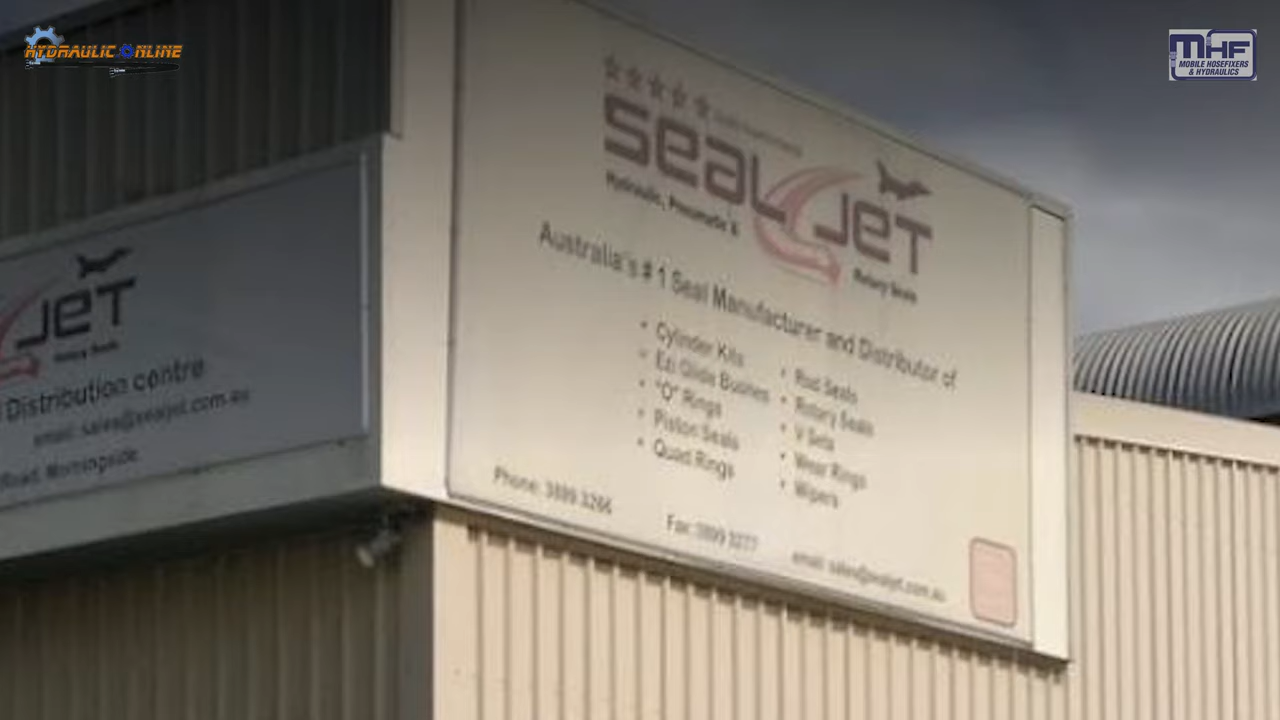 HYDRAULIC ONLINE
MHF
MOBILE HOSEFIXERS
& HYDRAULICS
SEAL JET
Hydraulic, Pneumatic &
Rotary Seals
Australia's # 1 Seal Manufacturer and Distributor of
• Cylinder Kits
• "O" Rings
• Piston Seals
• Quad Rings
• Rod Seals
• Rotary Seals
• V Sets
• Wear Rings
• Wipers
Phone: 3899 3266
Fax: 3899 3277
email: sales@sealjet.com.au
JET
Rotary Seals
Distribution centre
email: sales@sealjet.com.au
Road, Morningside